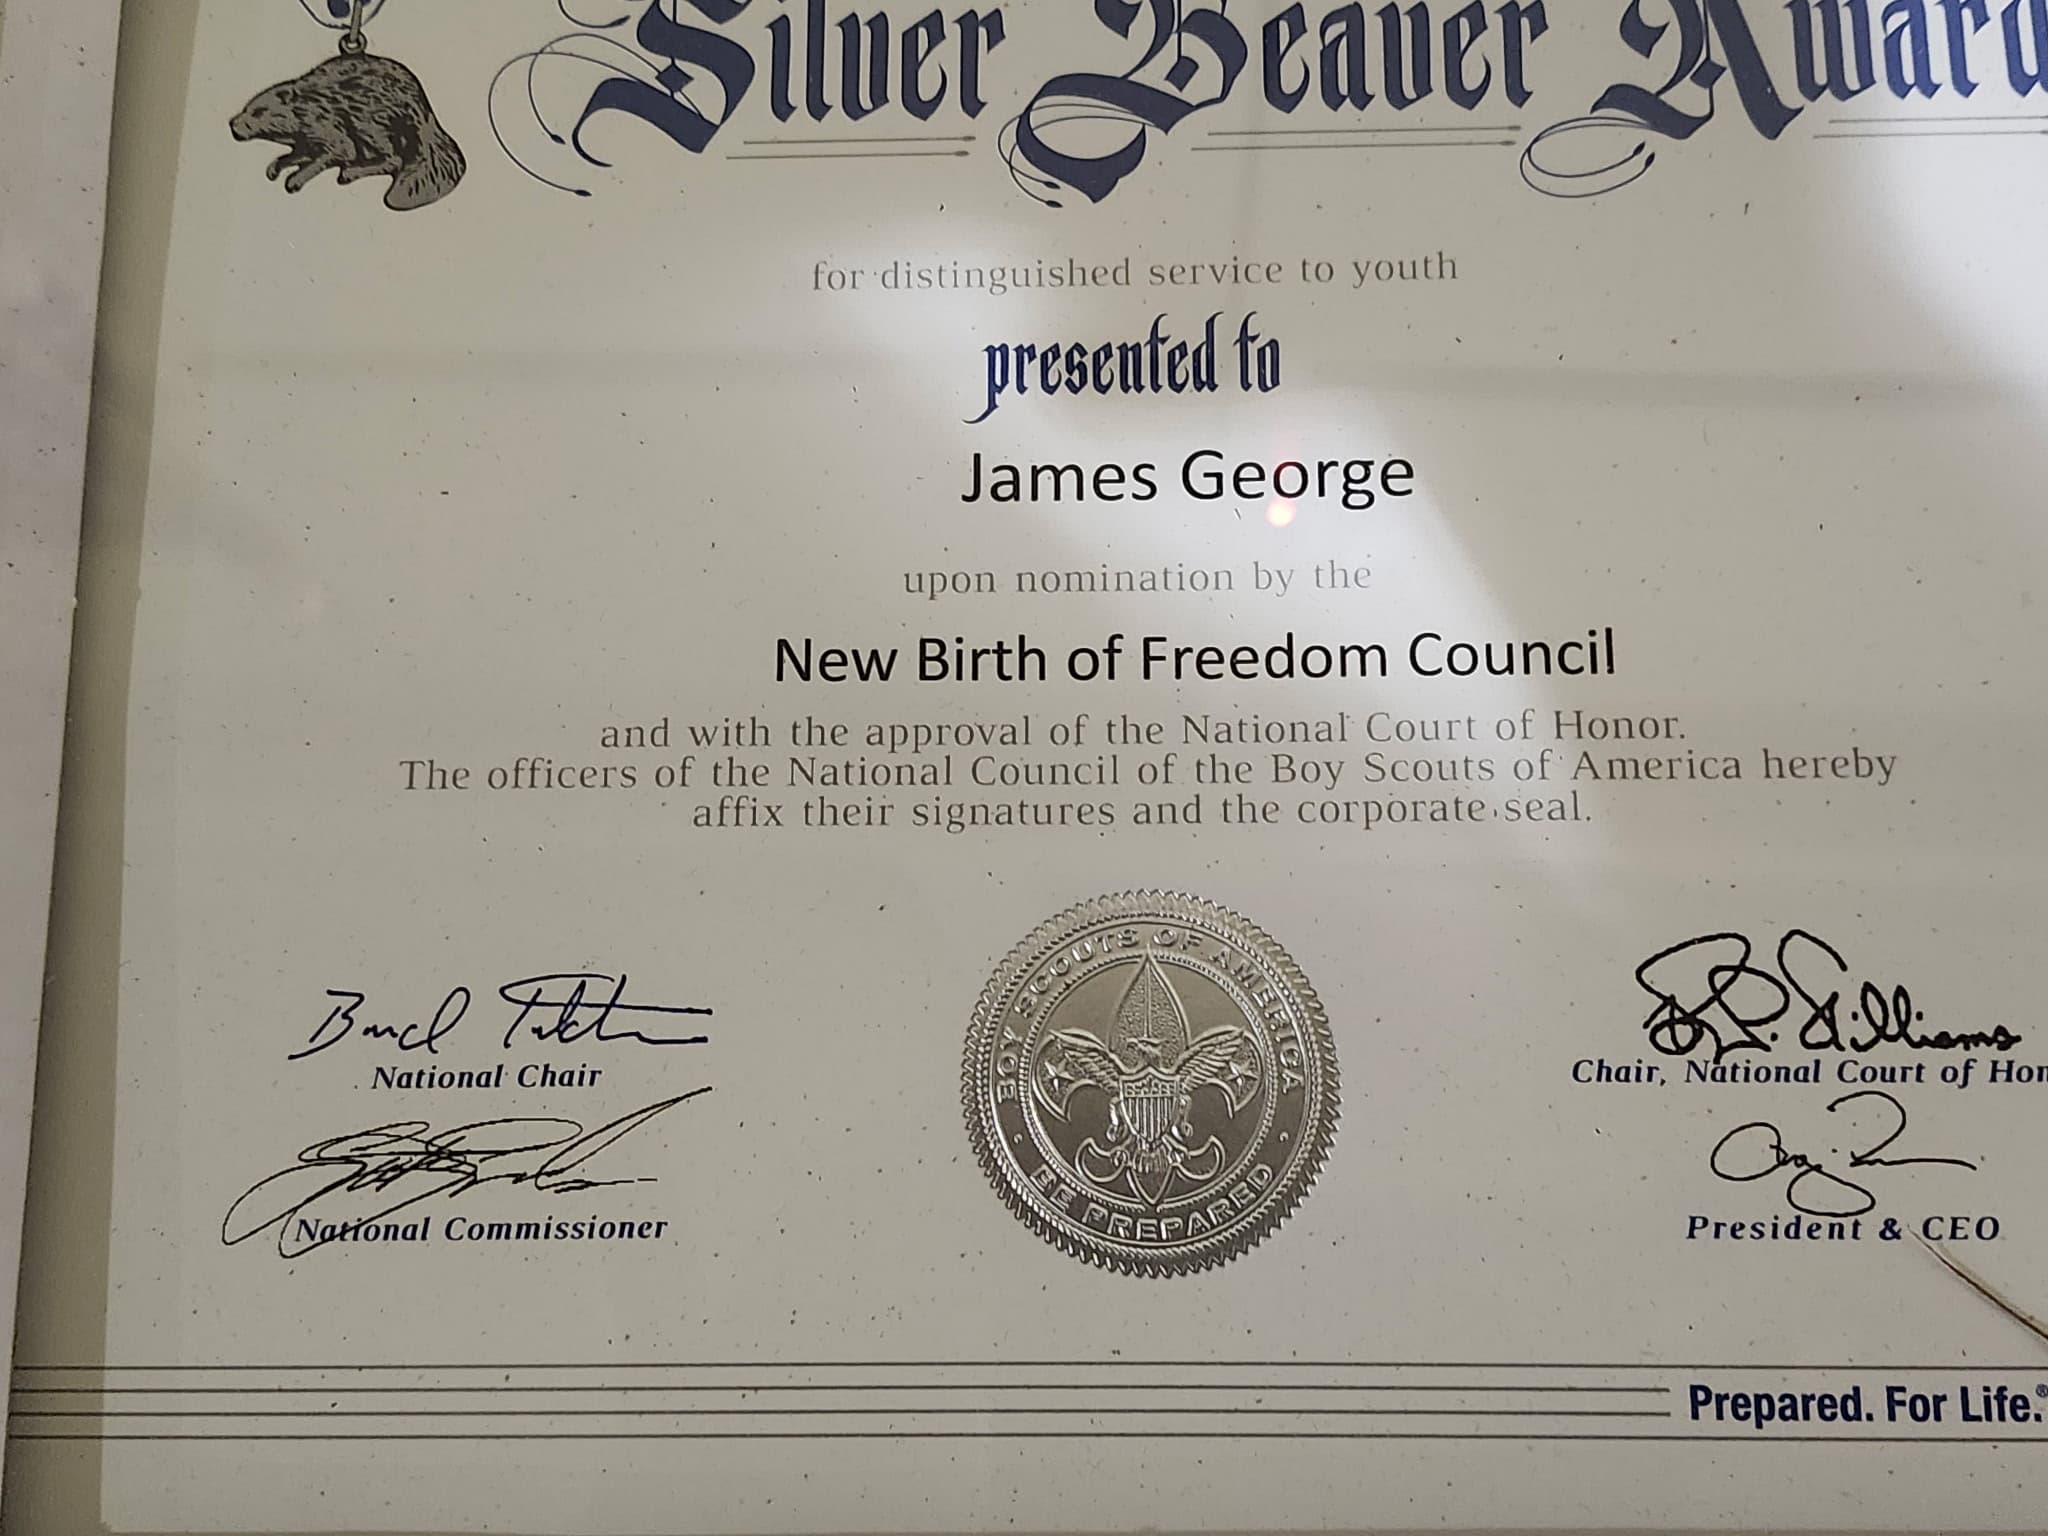 Silver Beaver Award
for distinguished service to youth
presented to
James George
upon nomination by the
New Birth of Freedom Council
and with the approval of the National Court of Honor.
The officers of the National Council of the Boy Scouts of America hereby
affix their signatures and the corporate seal.
BOY SCOUTS OF AMERICA
BE PREPARED
National Chair
Williams
Chair, National Court of Hon
National Commissioner
President & CEO
Prepared. For Life.®